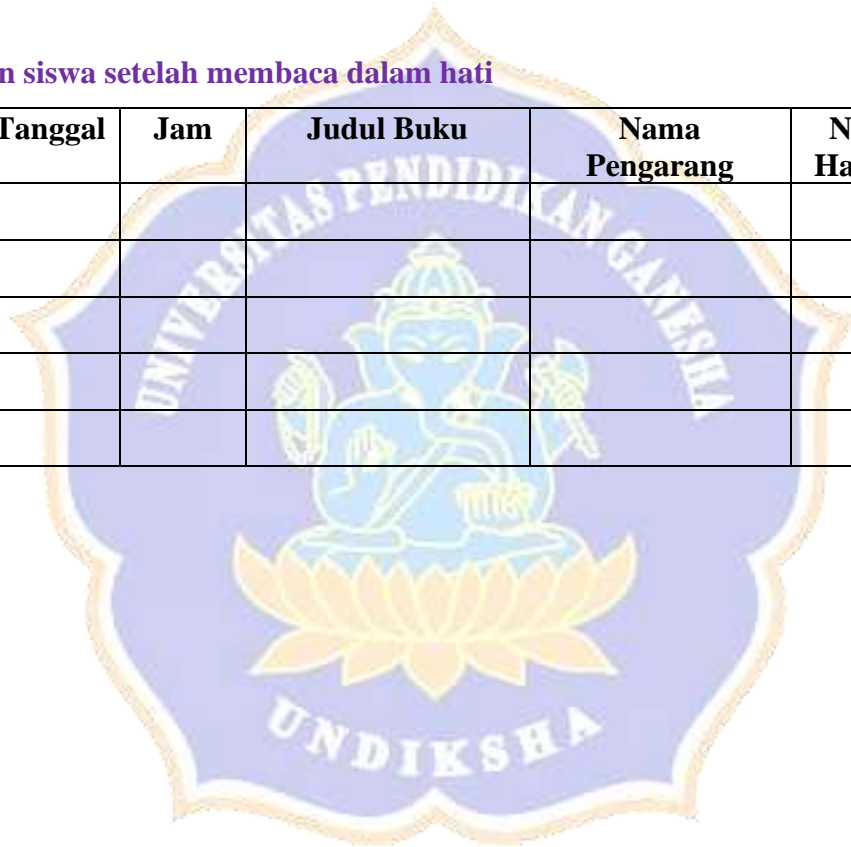 n siswa setelah membaca dalam hati
Tanggal Jam Judul Buku Nama N
Pengarang Ha
UNIVERSITAS PENDIDIKAN GANESHA
UNDIKSHA